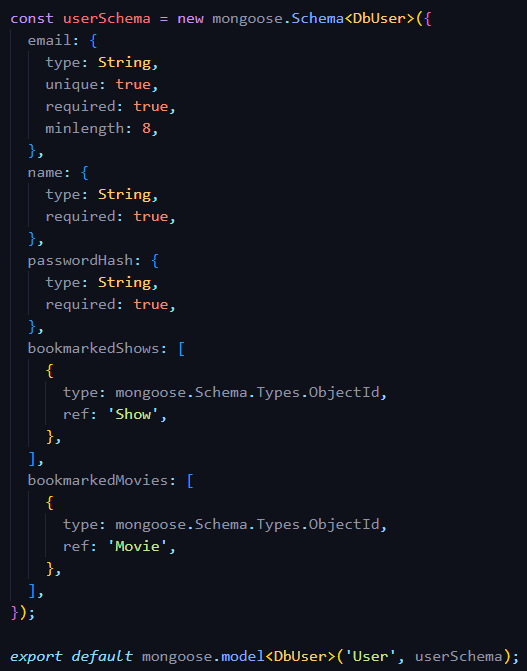 const userSchema = new mongoose.Schema<DbUser>({
  email: {
    type: String,
    unique: true,
    required: true,
    minlength: 8,
  },
  name: {
    type: String,
    required: true,
  },
  passwordHash: {
    type: String,
    required: true,
  },
  bookmarkedShows: [
    {
      type: mongoose.Schema.Types.ObjectId,
      ref: 'Show',
    },
  ],
  bookmarkedMovies: [
    {
      type: mongoose.Schema.Types.ObjectId,
      ref: 'Movie',
    },
  ],
});
export default mongoose.model<DbUser>('User', userSchema);